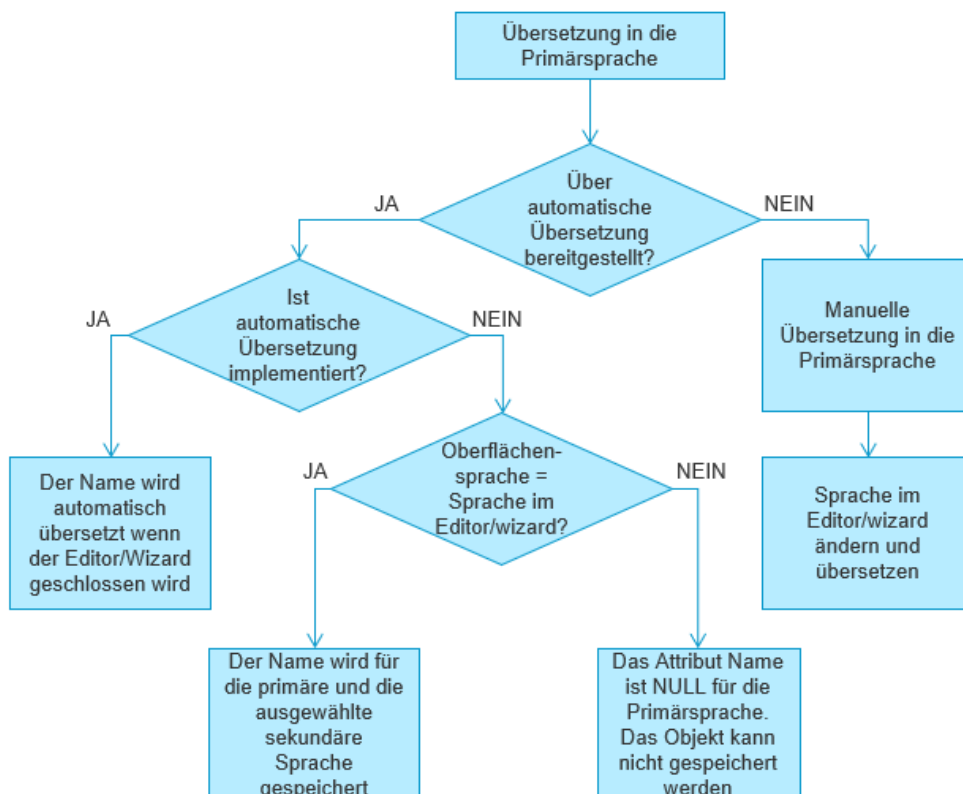 Übersetzung in die
Primärsprache
Über
automatische
Übersetzung
bereitgestellt?
JA
NEIN
Ist
automatische
Übersetzung
implementiert?
JA
NEIN
Manuelle
Übersetzung in die
Primärsprache
Oberflächen-
sprache =
Sprache im
Editor/wizard?
JA
NEIN
Der Name wird
automatisch
übersetzt wenn
der Editor/Wizard
geschlossen wird
Sprache im
Editor/wizard
ändern und
übersetzen
Der Name wird für
die primäre und die
ausgewählte
sekundäre
Sprache
gespeichert
Das Attribut Name
ist NULL für die
Primärsprache.
Das Objekt kann
nicht gespeichert
werden